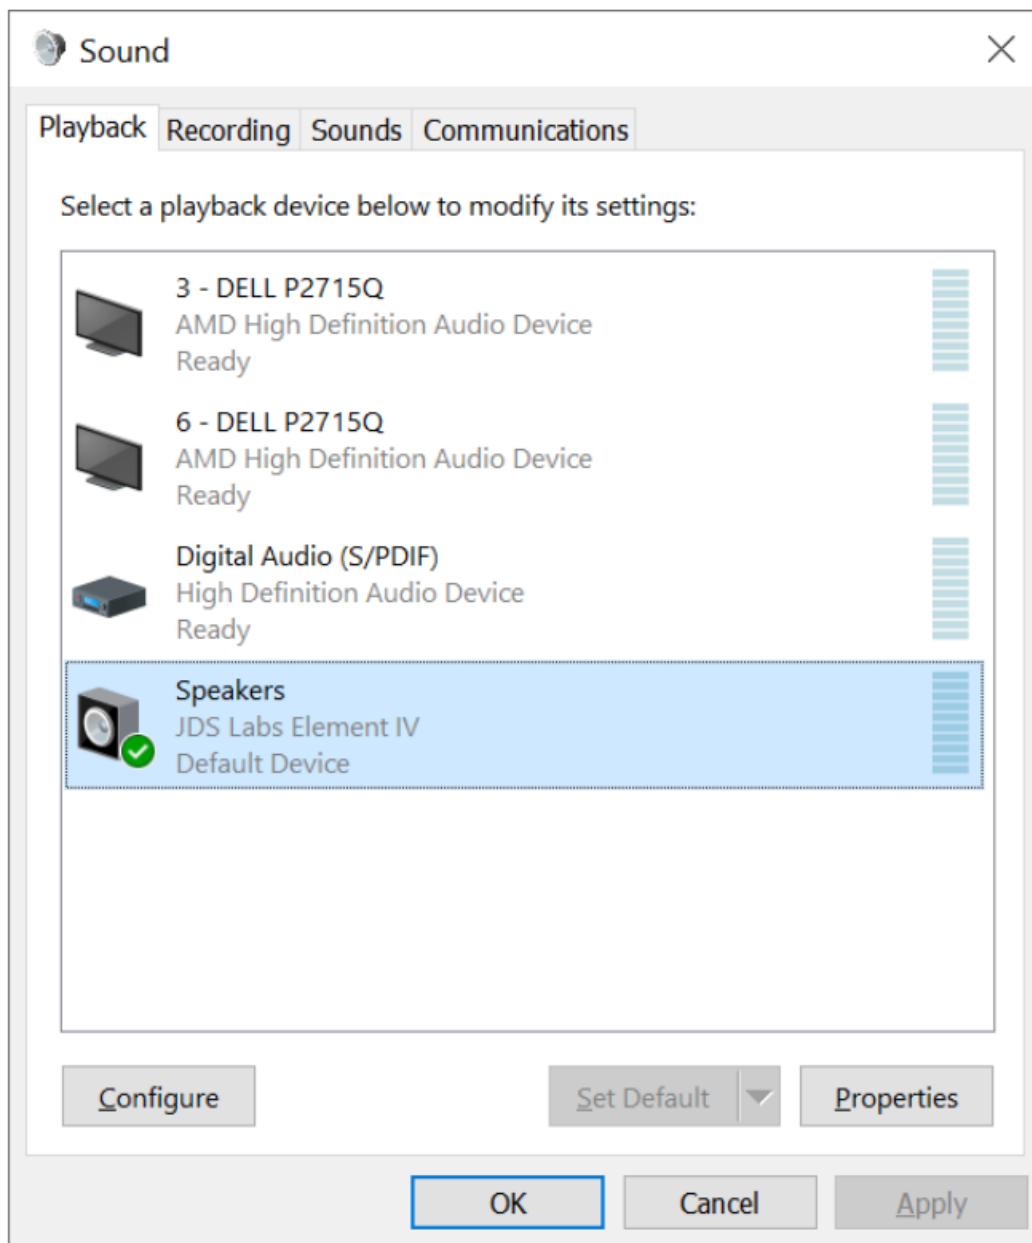 Sound
Playback Recording Sounds Communications
Select a playback device below to modify its settings:
3 - DELL P2715Q
AMD High Definition Audio Device
Ready
6 - DELL P2715Q
AMD High Definition Audio Device
Ready
Digital Audio (S/PDIF)
High Definition Audio Device
Ready
Speakers
JDS Labs Element IV
Default Device
Configure Set Default Properties
OK Cancel Apply